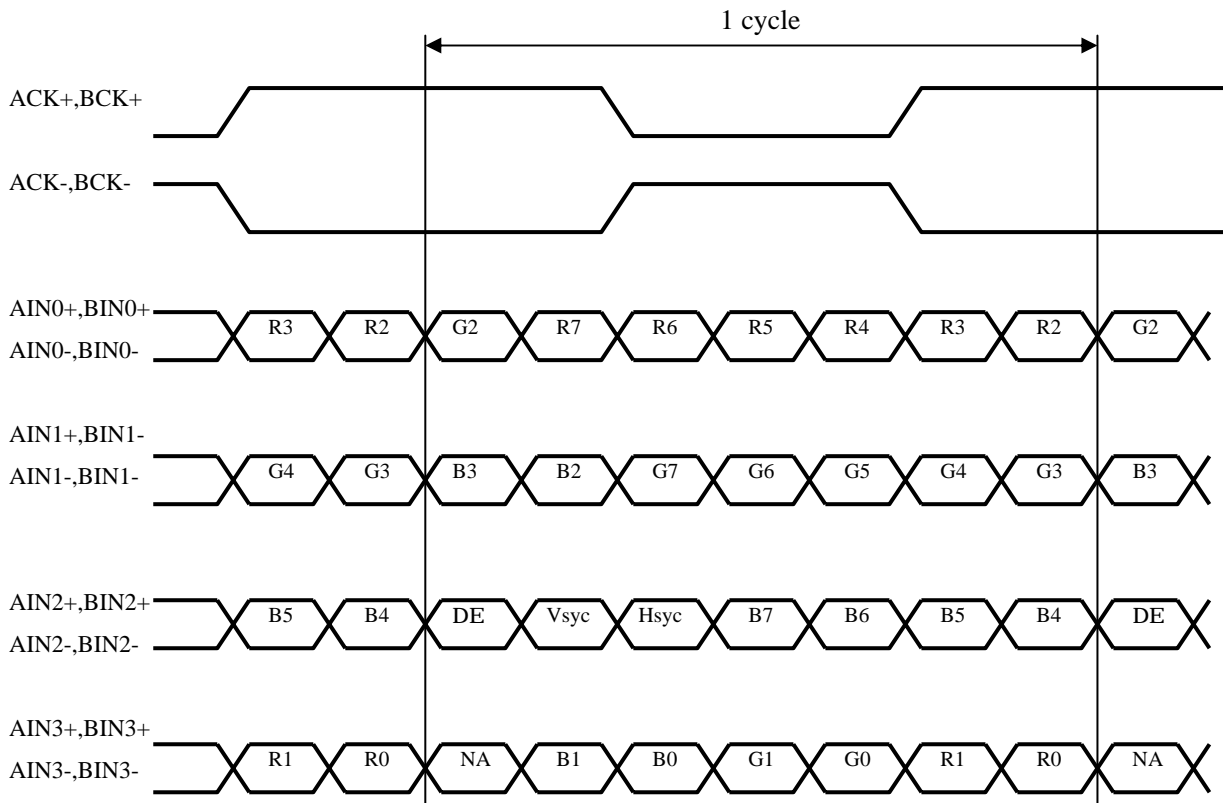 1 cycle
ACK+,BCK+
ACK-,BCK-
AIN0+,BIN0+
R3 R2 G2 R7 R6 R5 R4 R3 R2 G2
AIN0-,BIN0-
AIN1+,BIN1-
G4 G3 B3 B2 G7 G6 G5 G4 G3 B3
AIN1-,BIN1-
AIN2+,BIN2+
B5 B4 DE Vsyc Hsyc B7 B6 B5 B4 DE
AIN2-,BIN2-
AIN3+,BIN3+
R1 R0 NA B1 B0 G1 G0 R1 R0 NA
AIN3-,BIN3-